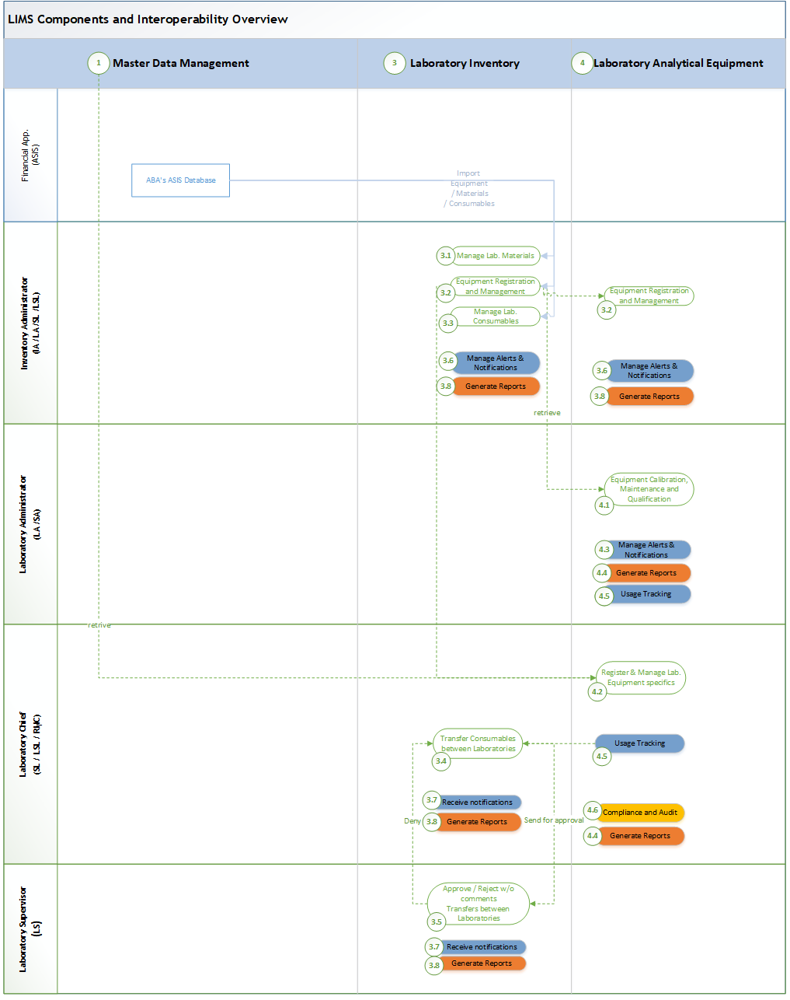 LIMS Components and Interoperability Overview
1 Master Data Management
3 Laboratory Inventory
4 Laboratory Analytical Equipment
Financial App.
(ASIS)
ABA's ASIS Database
Import
Equipment
/ Materials
/ Consumables
Inventory Administrator
(IA / LA /SL /LSL)
3.1 Manage Lab. Materials
Equipment Registration
and Management
3.2
Manage Lab.
Consumables
3.3
3.6
Manage Alerts &
Notifications
3.8 Generate Reports
Equipment Registration
and Management
3.2
3.6
Manage Alerts &
Notifications
3.8 Generate Reports
retrieve
Laboratory Administrator
(LA /SA)
Equipment Calibration,
Maintenance and
Qualification
4.1
4.3
Manage Alerts &
Notifications
4.4 Generate Reports
4.5 Usage Tracking
retrive
Laboratory Chief
(SL / LSL / RMC)
Register & Manage Lab.
Equipment specifics
4.2
Transfer Consumables
between Laboratories
3.4
Usage Tracking
4.5
3.7 Receive notifications
3.8 Generate Reports
Deny
Send for approval
4.6 Compliance and Audit
4.4 Generate Reports
Laboratory Supervisor
(LS)
Approve / Reject w/o
comments
Transfers between
Laboratories
3.5
3.7 Receive notifications
3.8 Generate Reports